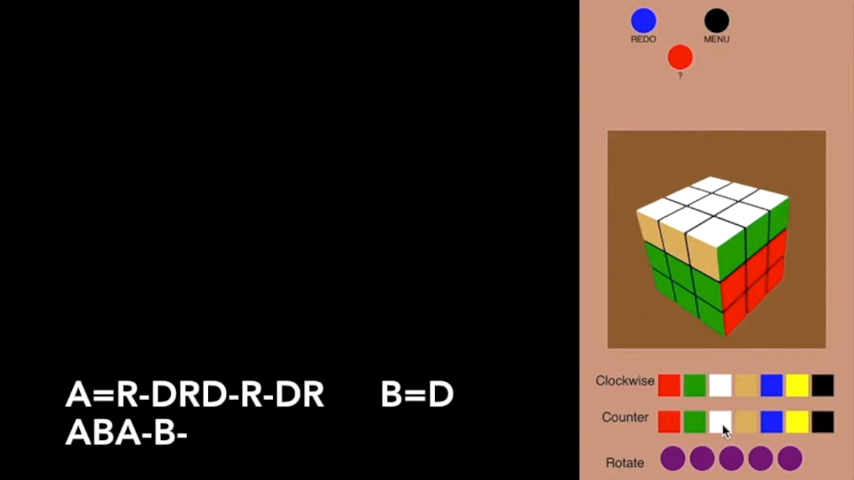 REDO
MENU
?
Clockwise
Counter
Rotate
A=R-DRD-R-DR B=D
ABA-B-